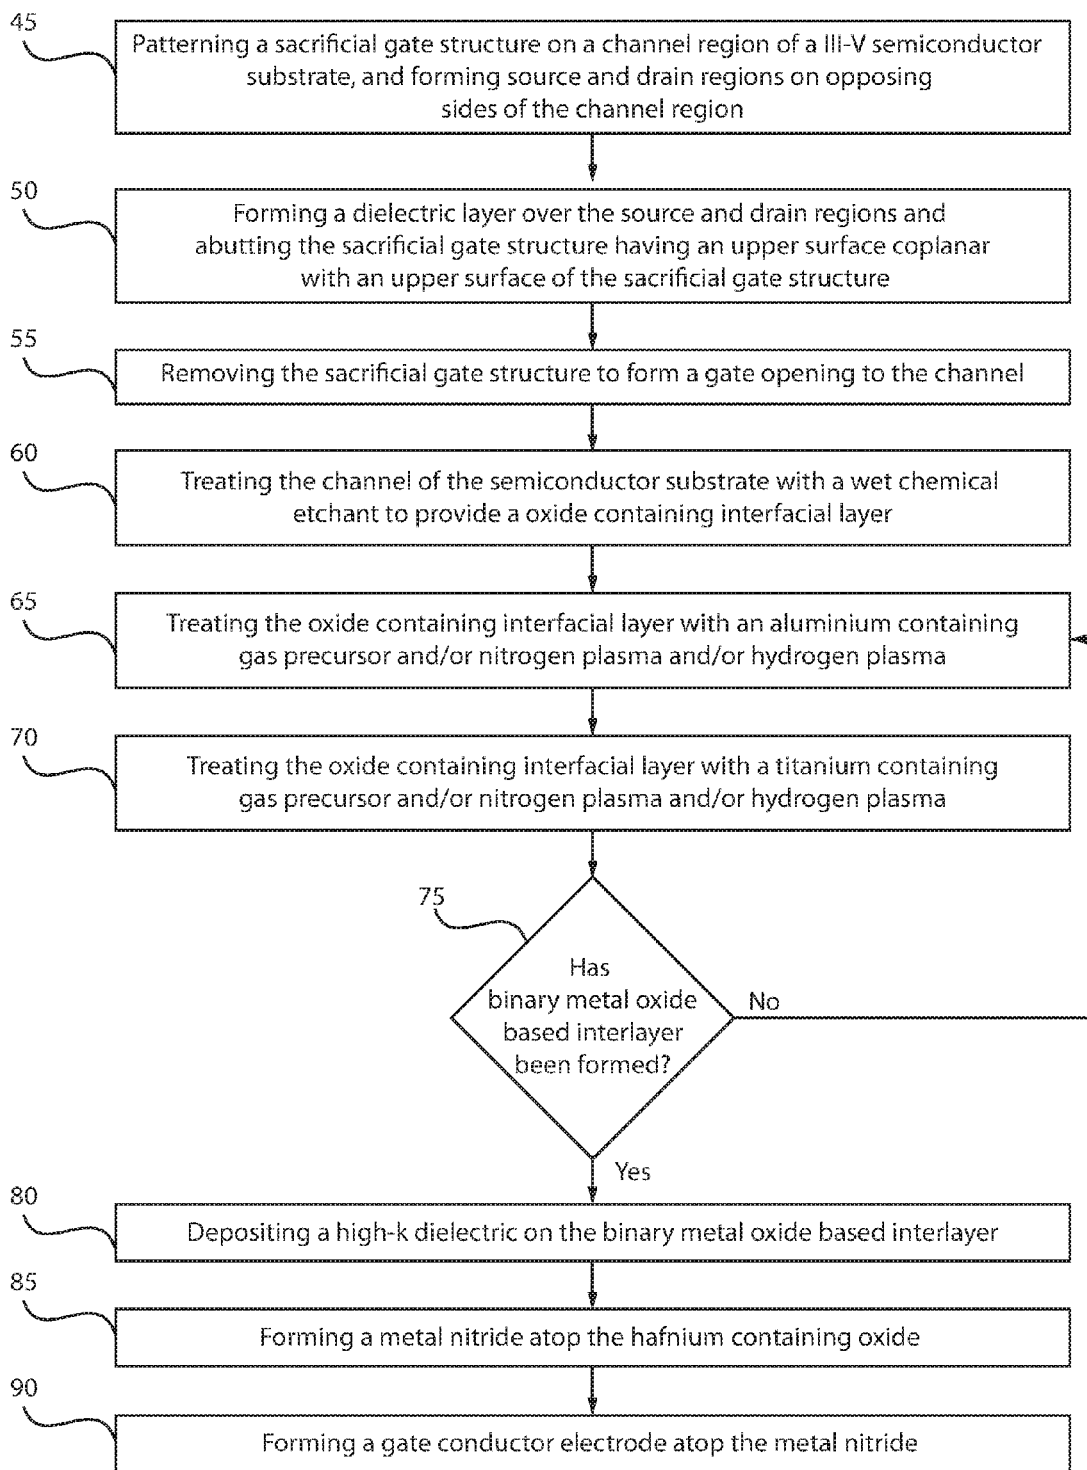 45
Patterning a sacrificial gate structure on a channel region of a III-V semiconductor
substrate, and forming source and drain regions on opposing
sides of the channel region
50
Forming a dielectric layer over the source and drain regions and
abutting the sacrificial gate structure having an upper surface coplanar
with an upper surface of the sacrificial gate structure
55
Removing the sacrificial gate structure to form a gate opening to the channel
60
Treating the channel of the semiconductor substrate with a wet chemical
etchant to provide a oxide containing interfacial layer
65
Treating the oxide containing interfacial layer with an aluminium containing
gas precursor and/or nitrogen plasma and/or hydrogen plasma
70
Treating the oxide containing interfacial layer with a titanium containing
gas precursor and/or nitrogen plasma and/or hydrogen plasma
75
Has
binary metal oxide
based interlayer
been formed?
No
Yes
80
Depositing a high-k dielectric on the binary metal oxide based interlayer
85
Forming a metal nitride atop the hafnium containing oxide
90
Forming a gate conductor electrode atop the metal nitride